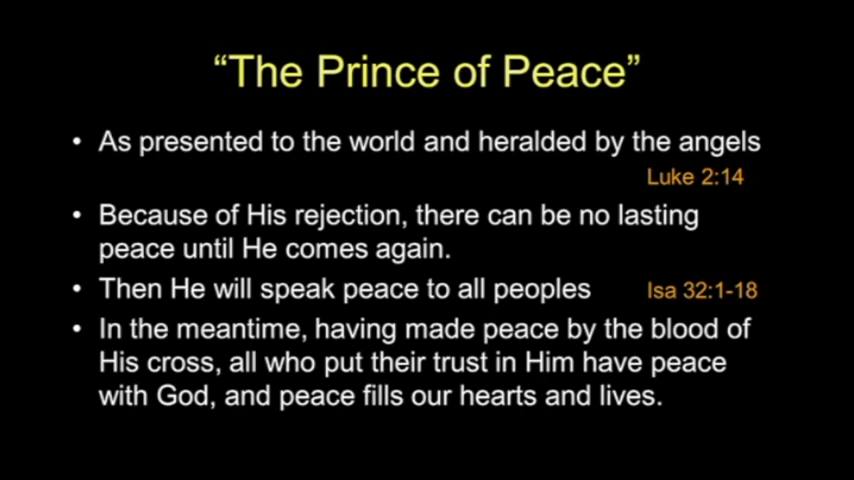 “The Prince of Peace”
• As presented to the world and heralded by the angels
Luke 2:14
• Because of His rejection, there can be no lasting
peace until He comes again.
• Then He will speak peace to all peoples Isa 32:1-18
• In the meantime, having made peace by the blood of
His cross, all who put their trust in Him have peace
with God, and peace fills our hearts and lives.